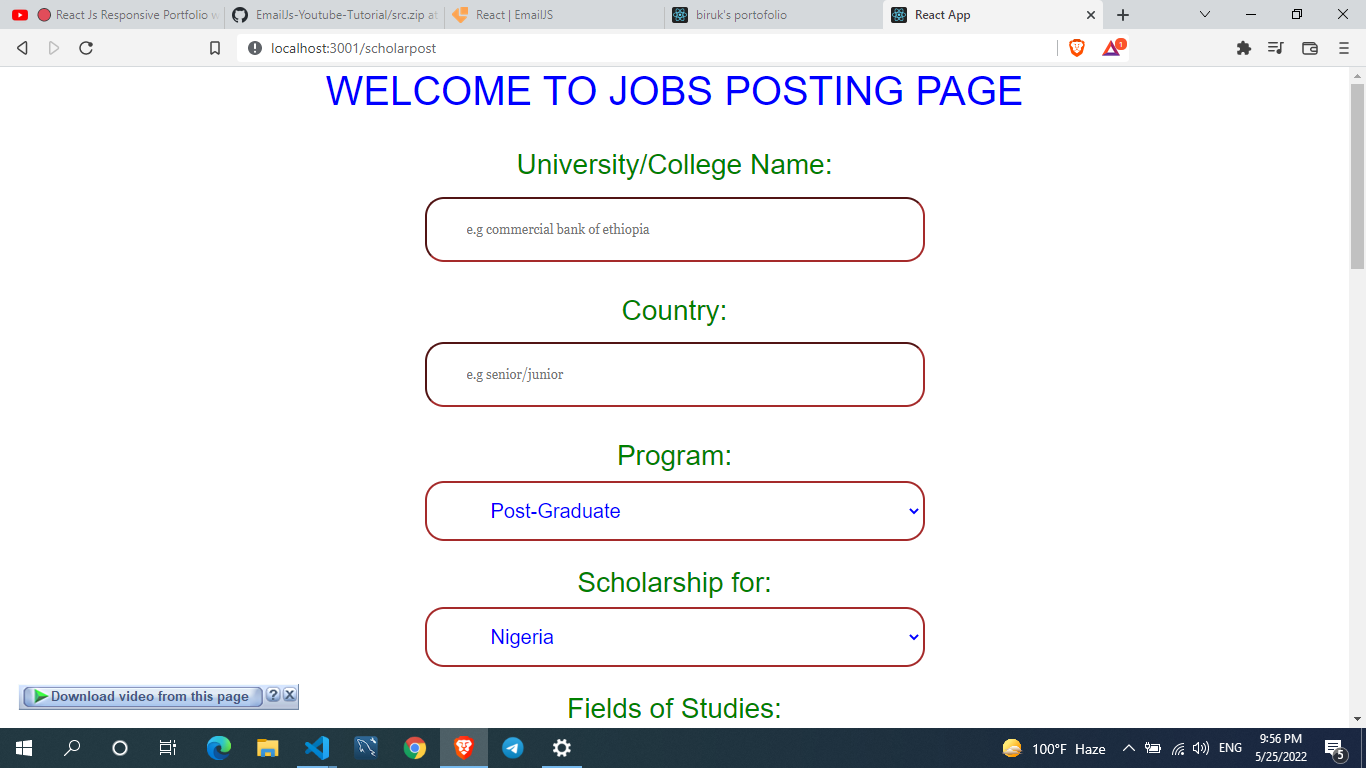 React Js Responsive Portfolio w
EmailJs-Youtube-Tutorial/src.zip at
React | EmailJS
biruk's portofolio
React App
localhost:3001/scholarpost
1
WELCOME TO JOBS POSTING PAGE
University/College Name:
e.g commercial bank of ethiopia
Country:
e.g senior/junior
Program:
Post-Graduate
Scholarship for:
Nigeria
Download video from this page
?
Fields of Studies:
100°F Haze
ENG
9:56 PM
5/25/2022
5